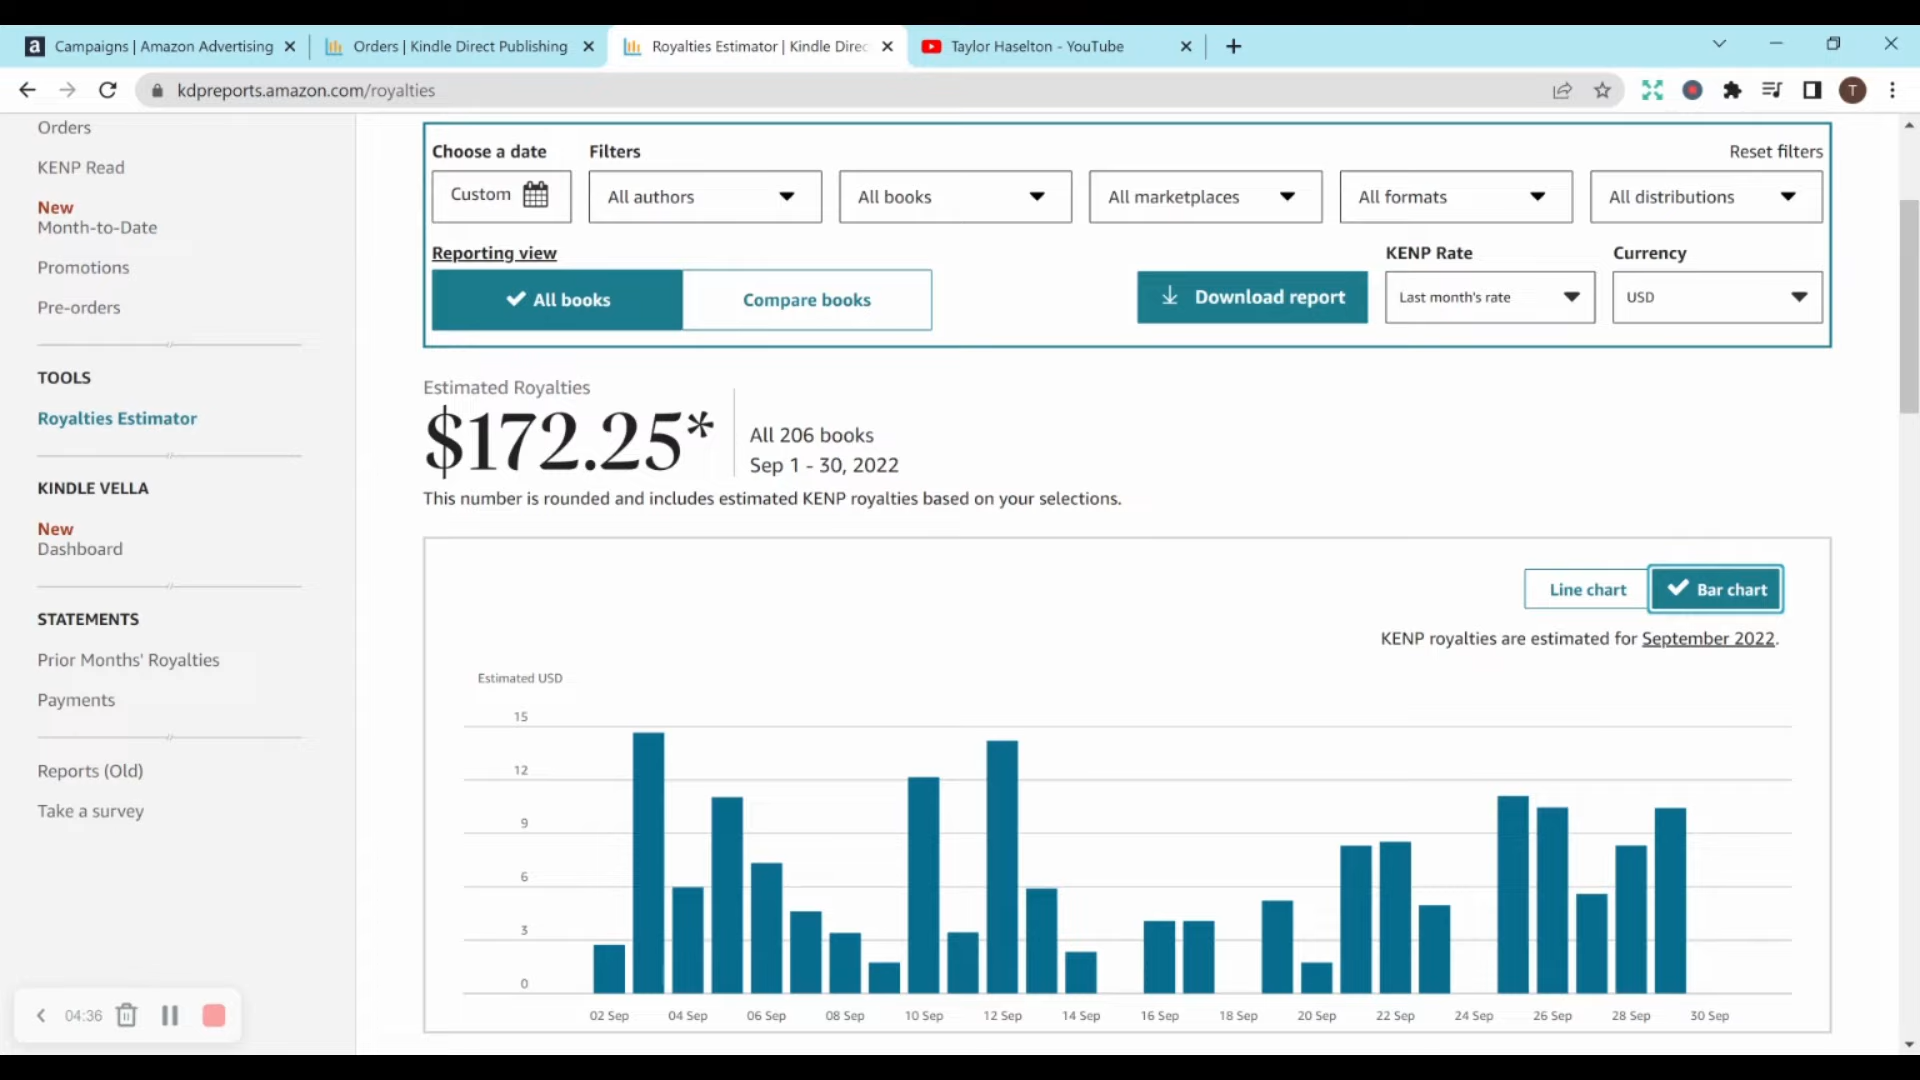 Campaigns | Amazon Advertising
Orders | Kindle Direct Publishing
Royalties Estimator | Kindle Direc
Taylor Haselton - YouTube
kdpreports.amazon.com/royalties
T
Orders
KENP Read
New
Month-to-Date
Promotions
Pre-orders
TOOLS
Royalties Estimator
KINDLE VELLA
New
Dashboard
STATEMENTS
Prior Months' Royalties
Payments
Reports (Old)
Take a survey
04:36
Choose a date Filters Reset filters
Custom All authors All books All marketplaces All formats All distributions
Reporting view KENP Rate Currency
All books Compare books Download report Last month's rate USD
Estimated Royalties
$172.25*
All 206 books
Sep 1 - 30, 2022
This number is rounded and includes estimated KENP royalties based on your selections.
Line chart Bar chart
KENP royalties are estimated for September 2022.
Estimated USD
15
12
9
6
3
0
02 Sep 04 Sep 06 Sep 08 Sep 10 Sep 12 Sep 14 Sep 16 Sep 18 Sep 20 Sep 22 Sep 24 Sep 26 Sep 28 Sep 30 Sep